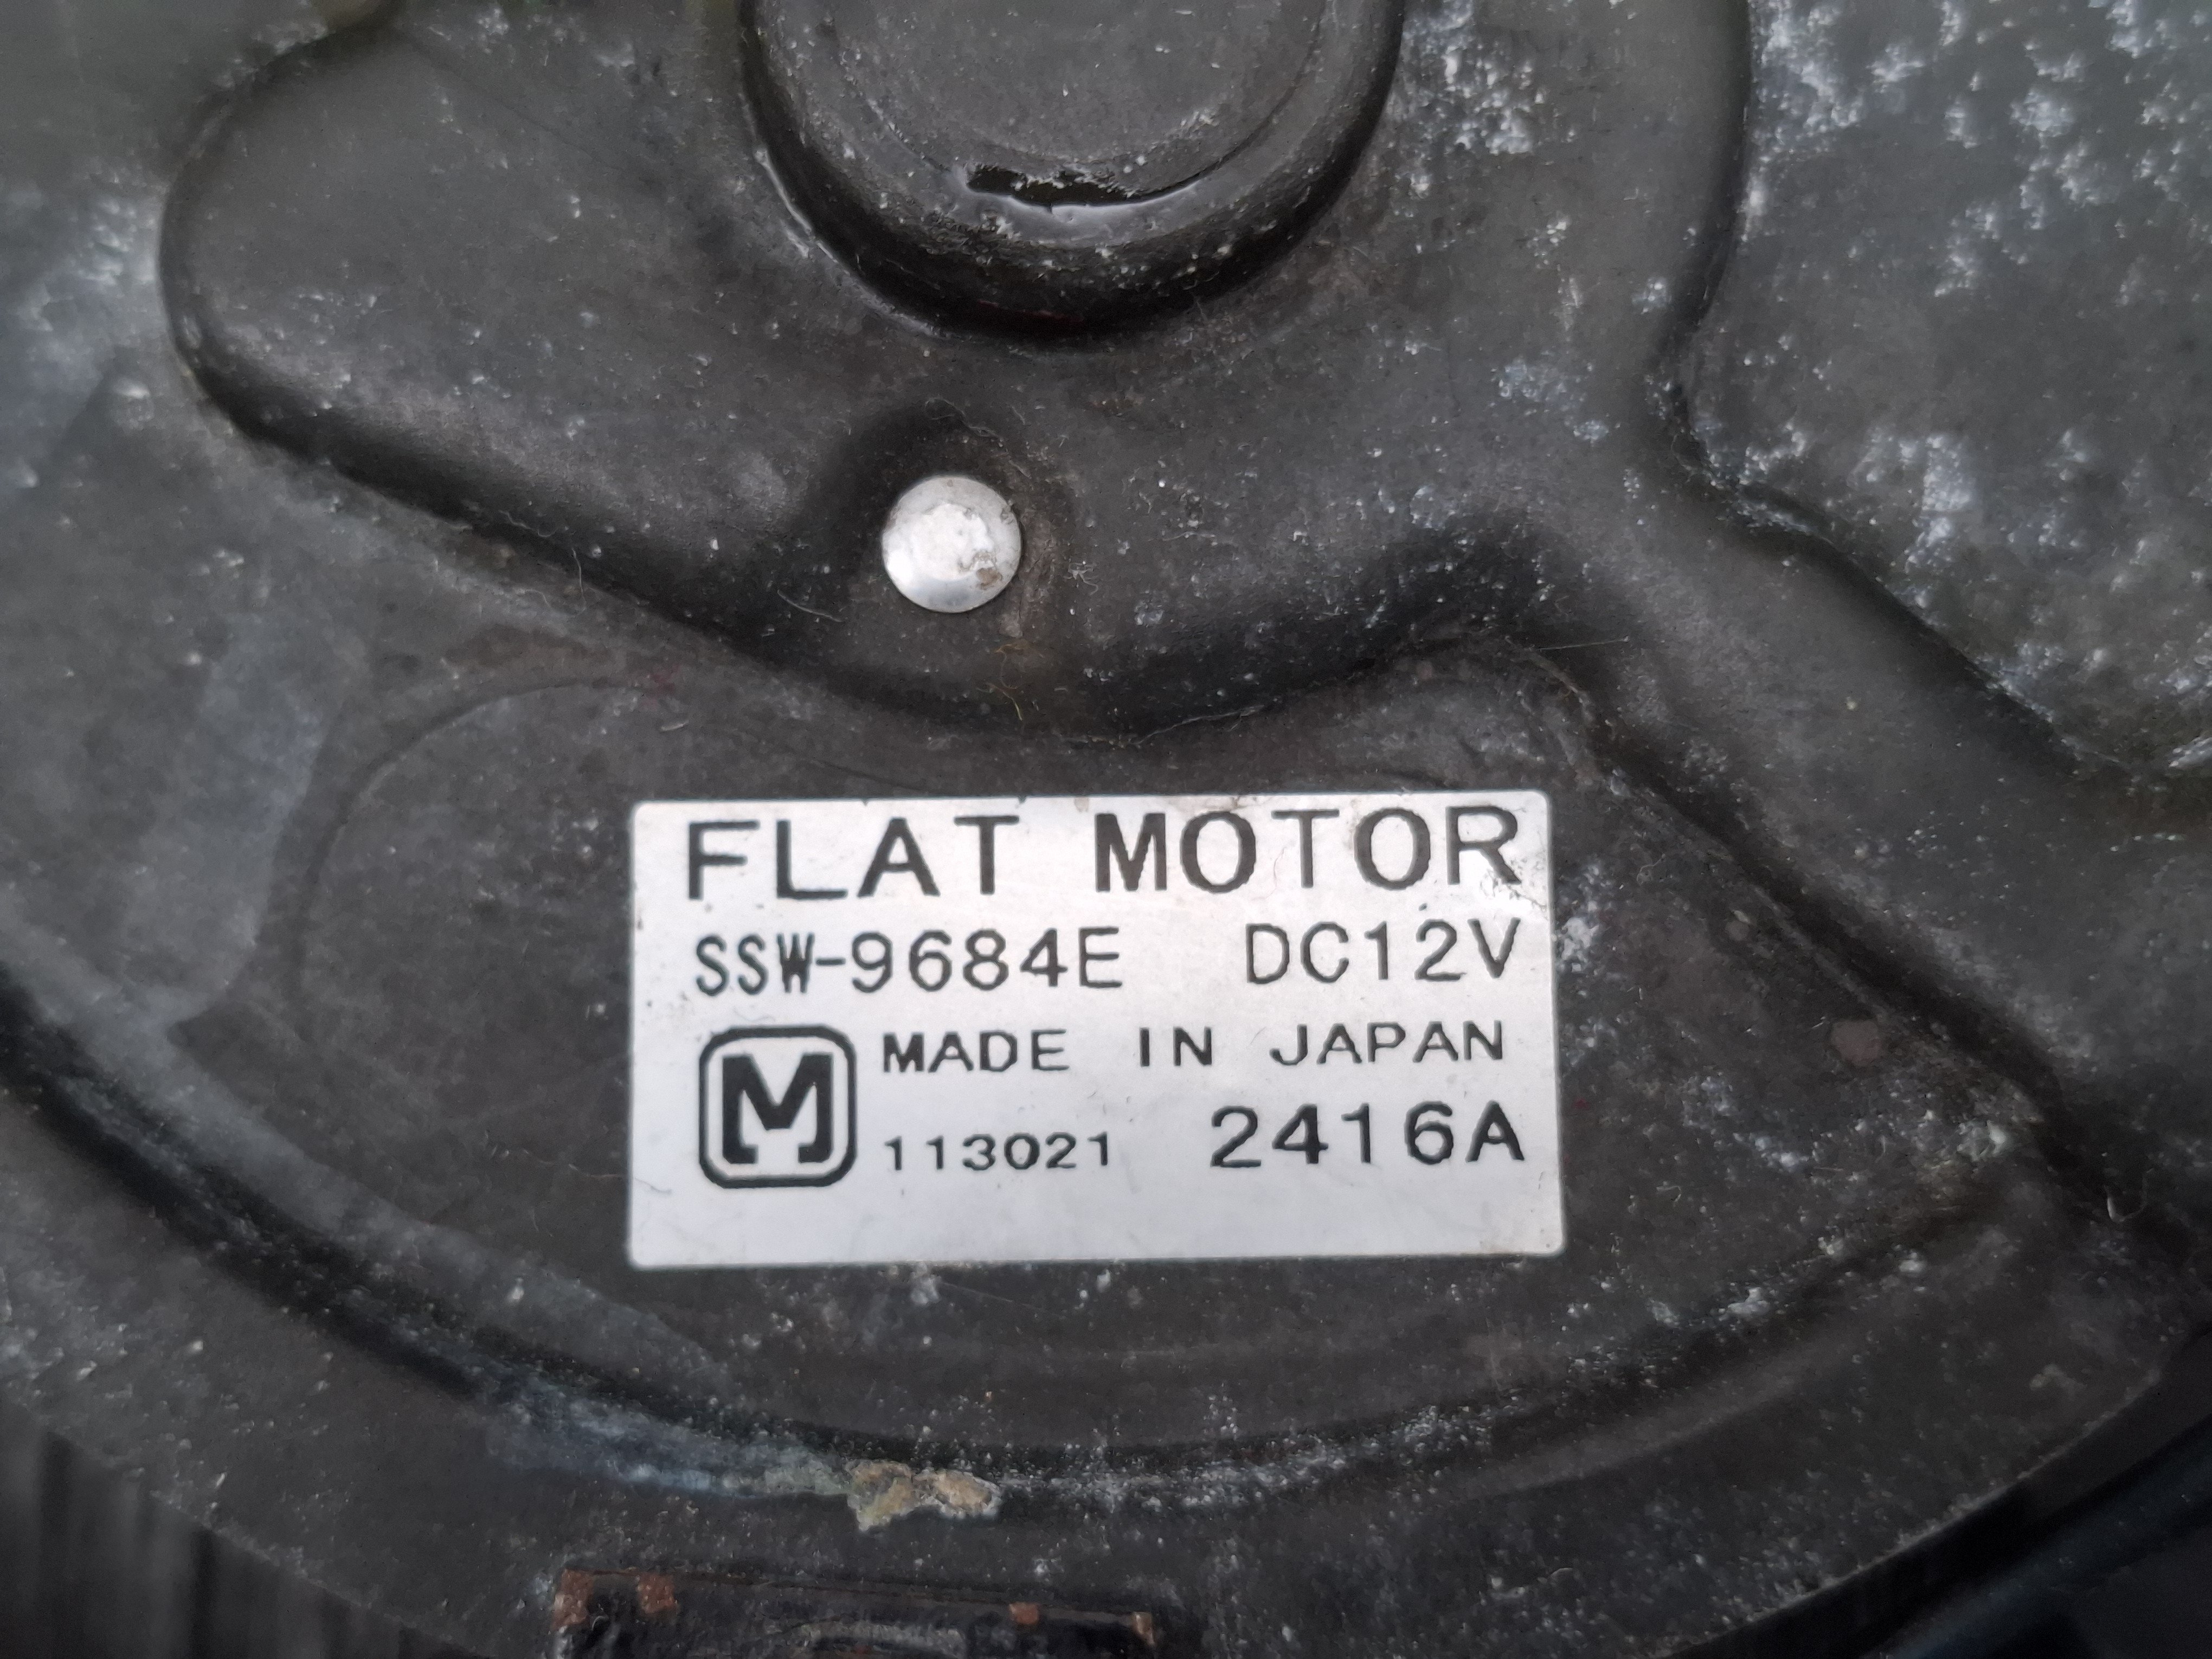 FLAT MOTOR
SSW-9684E DC12V
M MADE IN JAPAN
113021 2416A